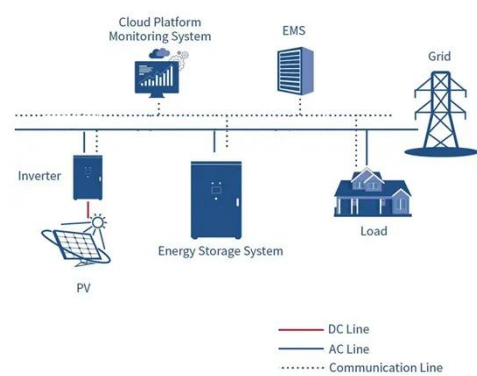 Cloud Platform
Monitoring System
EMS
Grid
Inverter
Energy Storage System
Load
PV
DC Line
AC Line
Communication Line